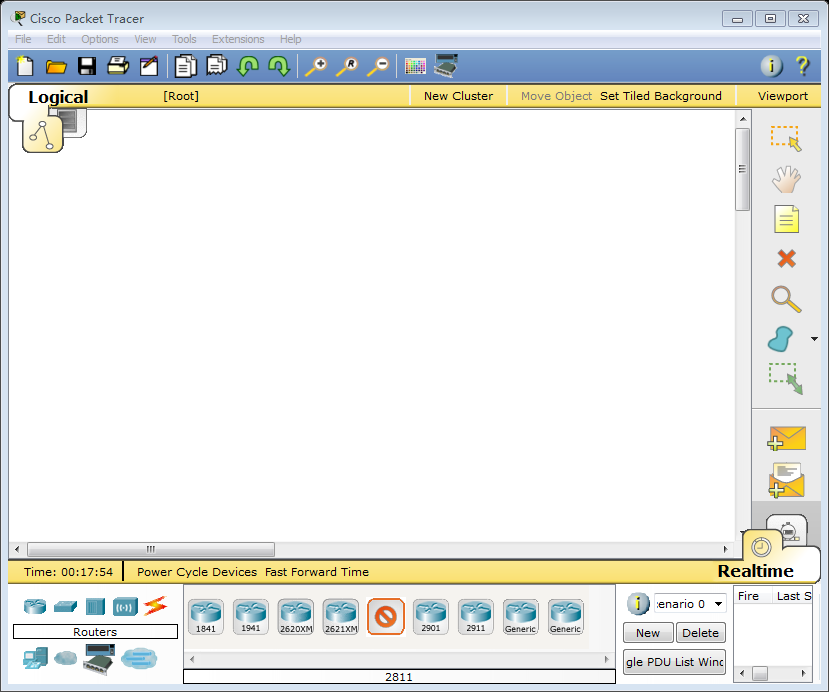 Cisco Packet Tracer
File Edit Options View Tools Extensions Help
Logical [Root] New Cluster Move Object Set Tiled Background Viewport
Time: 00:17:54 Power Cycle Devices Fast Forward Time
Realtime
1841 1941 2620XM 2621XM 2901 2911 Generic Generic
Routers
2811
enario 0
New Delete
gle PDU List Wind
Fire Last S